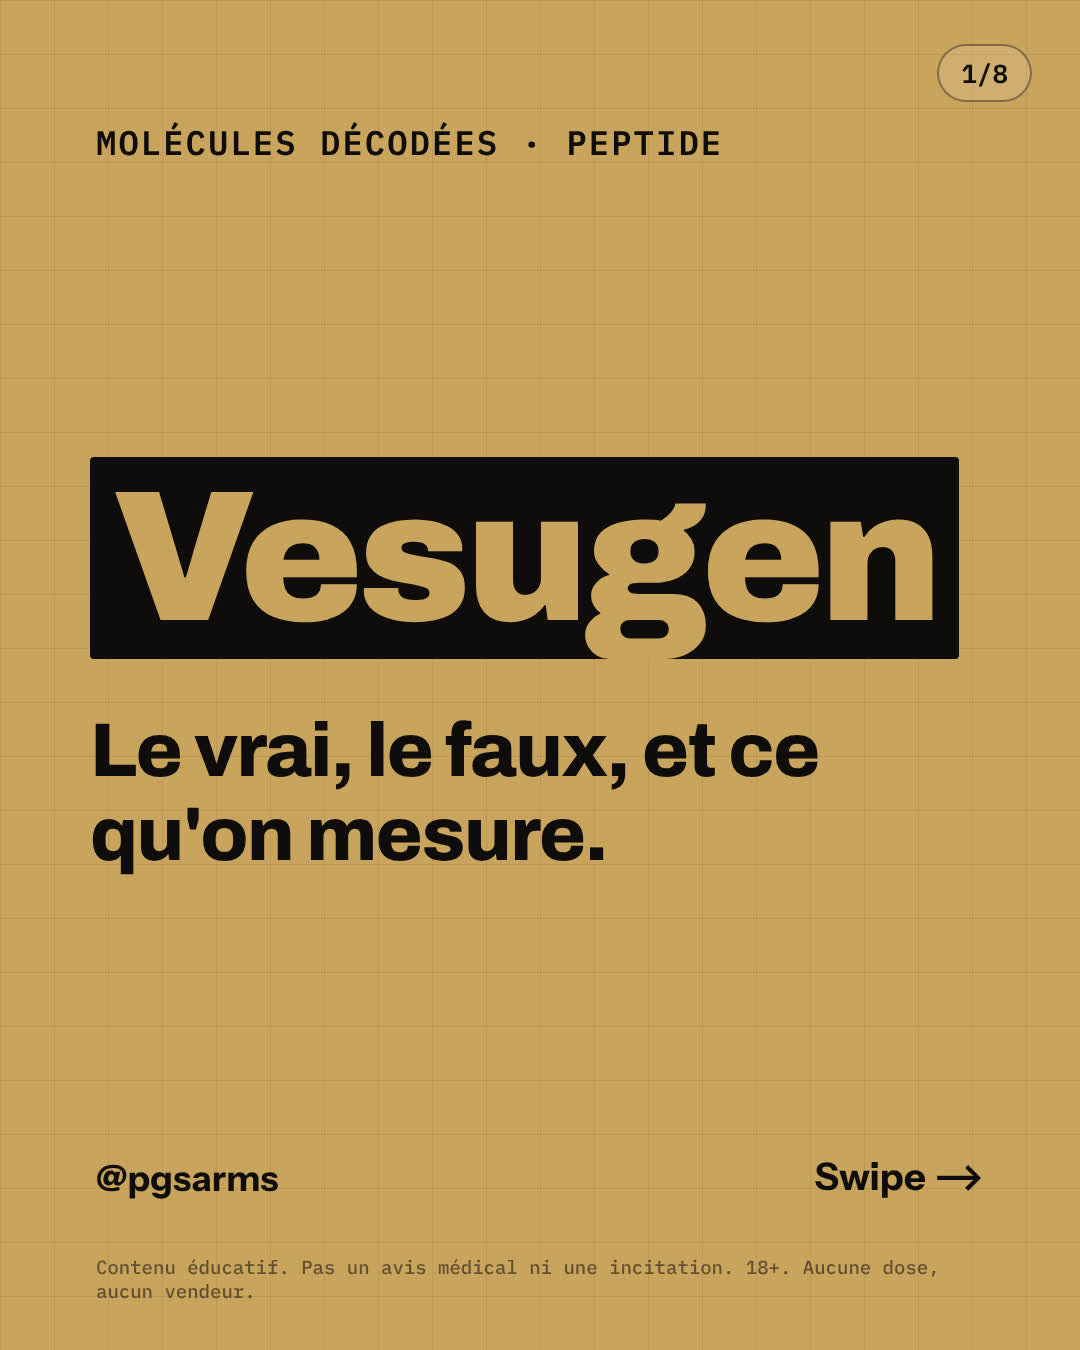 1/8
MOLÉCULES DÉCODÉES · PEPTIDE
Vesugen
Le vrai, le faux, et ce
qu'on mesure.
@pgsarms
Swipe →
Contenu éducatif. Pas un avis médical ni une incitation. 18+. Aucune dose,
aucun vendeur.